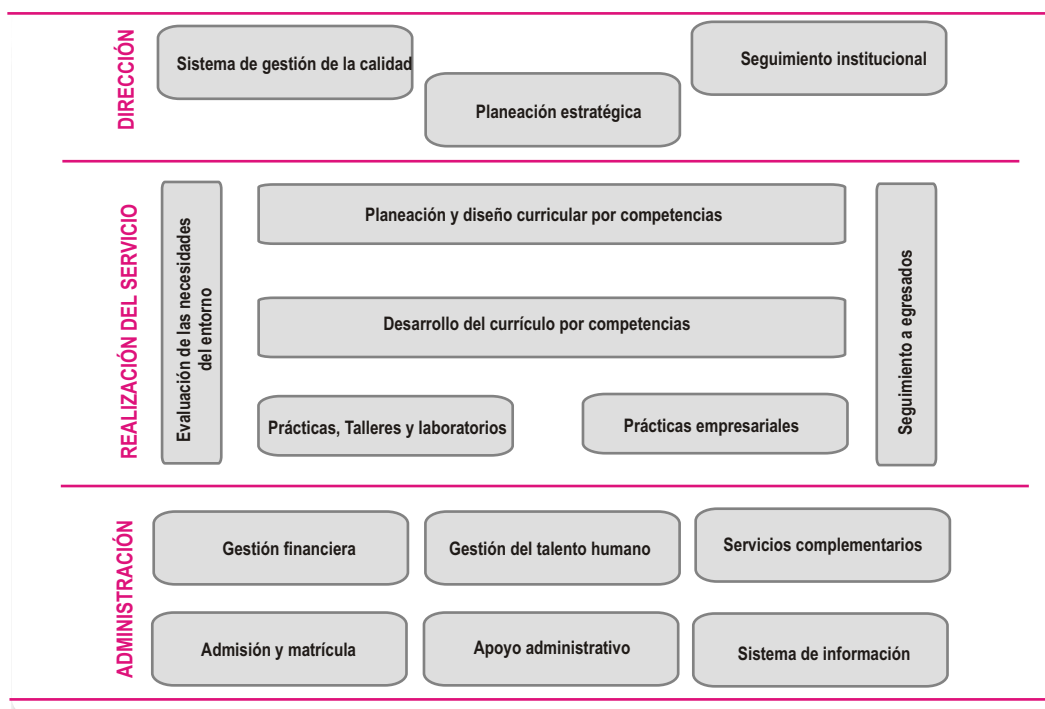 DIRECCIÓN
Sistema de gestión de la calidad
Planeación estratégica
Seguimiento institucional
REALIZACIÓN DEL SERVICIO
Evaluación de las necesidades
del entorno
Planeación y diseño curricular por competencias
Desarrollo del currículo por competencias
Prácticas, Talleres y laboratorios
Prácticas empresariales
Seguimiento a egresados
ADMINISTRACIÓN
Gestión financiera
Gestión del talento humano
Servicios complementarios
Admisión y matrícula
Apoyo administrativo
Sistema de información